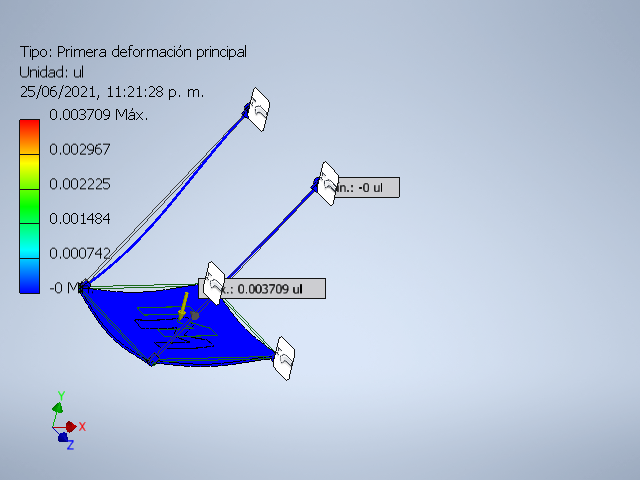 Tipo: Primera deformación principal
Unidad: ul
25/06/2021, 11:21:28 p. m.
0.003709 Máx.
0.002967
0.002225
0.001484
0.000742
-0 M
in.: -0 ul
.: 0.003709 ul
Y
X
Z